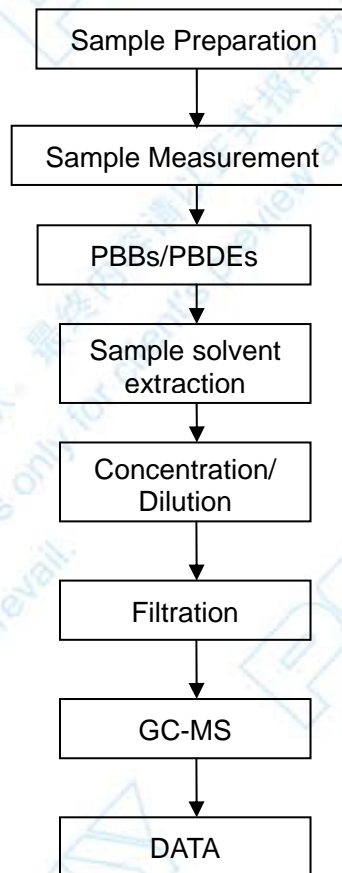 Sample Preparation
Sample Measurement
PBBs/PBDEs
Sample solvent
extraction
Concentration/
Dilution
Filtration
GC-MS
DATA